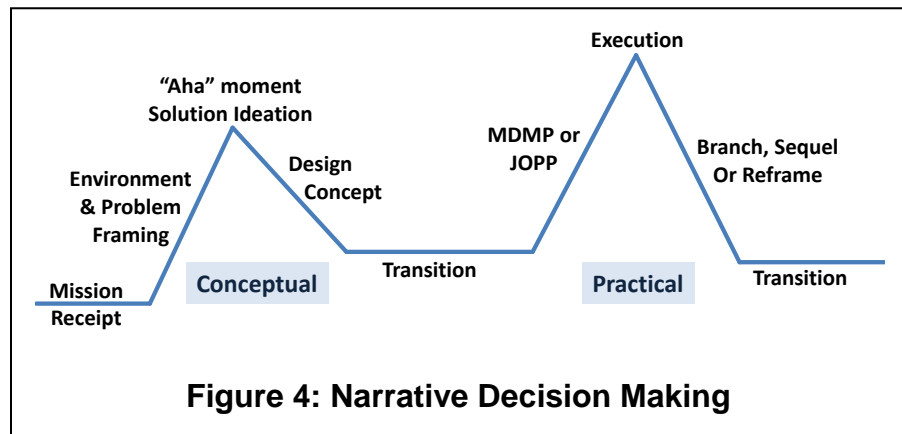 Execution
“Aha” moment
Solution Ideation
MDMP or
JOPP
Branch, Sequel
Or Reframe
Design
Concept
Environment
& Problem
Framing
Mission
Receipt
Conceptual
Transition
Practical
Transition
Figure 4: Narrative Decision Making